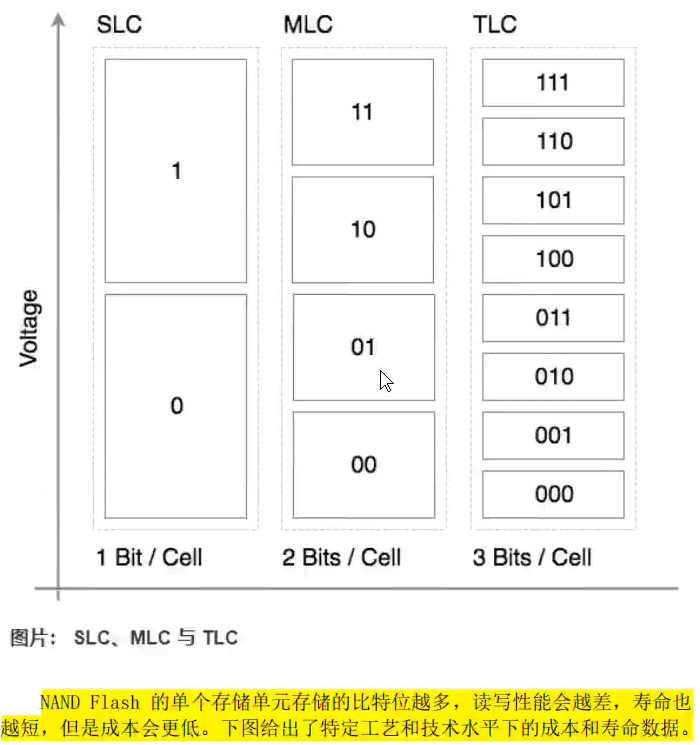 SLC MLC TLC
1 11 111
110
10 101
100
Voltage
0 01 011
010
00 001
000
1 Bit / Cell 2 Bits / Cell 3 Bits / Cell
图片： SLC、MLC 与 TLC
NAND Flash 的单个存储单元存储的比特位越多，读写性能会越差，寿命也
越短，但是成本会更低。下图给出了特定工艺和技术水平下的成本和寿命数据。